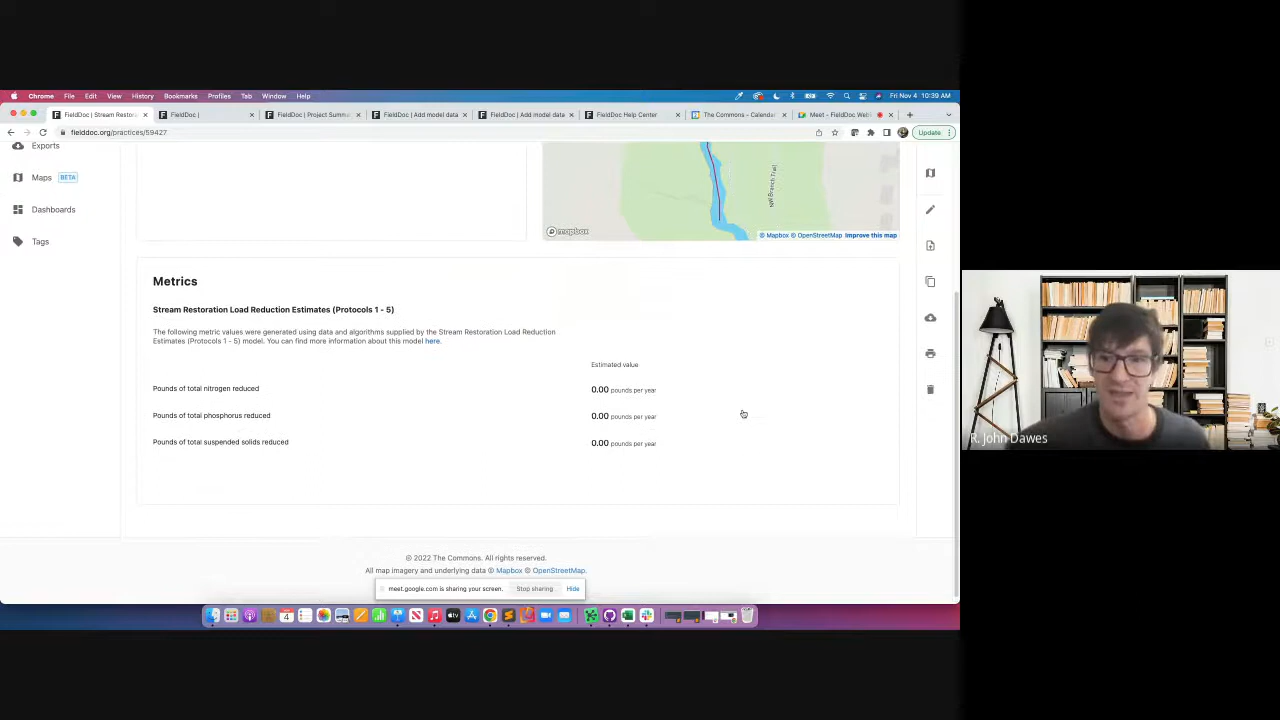 Chrome File Edit View History Bookmarks Profiles Tab Window Help Fri Nov 4 10:39 AM
FieldDoc | Stream Restora FieldDoc | FieldDoc | Project Summa FieldDoc | Add model data FieldDoc | Add model data FieldDoc Help Center The Commons - Calendar Meet - FieldDoc Web
fielddoc.org/practices/59427 Update
Exports
Maps BETA
Dashboards
Tags
NW Branch Trail
mapbox
© Mapbox © OpenStreetMap Improve this map
Metrics
Stream Restoration Load Reduction Estimates (Protocols 1 - 5)
The following metric values were generated using data and algorithms supplied by the Stream Restoration Load Reduction
Estimates (Protocols 1 - 5) model. You can find more information about this model here.
Estimated value
Pounds of total nitrogen reduced 0.00 pounds per year
Pounds of total phosphorus reduced 0.00 pounds per year
Pounds of total suspended solids reduced 0.00 pounds per year
© 2022 The Commons. All rights reserved.
All map imagery and underlying data © Mapbox © OpenStreetMap.
meet.google.com is sharing your screen. Stop sharing Hide
R. John Dawes